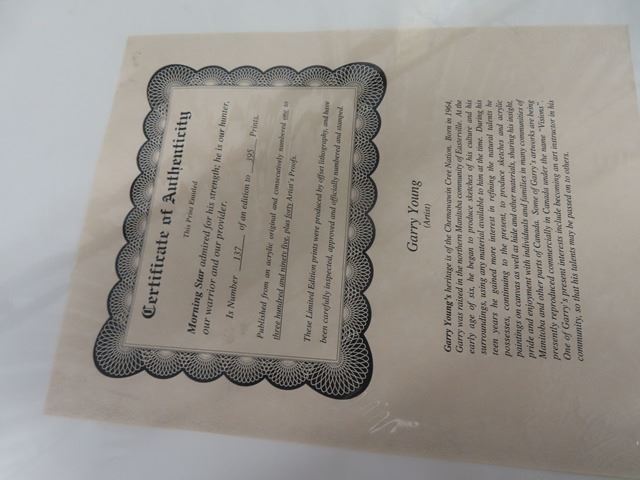 Certificate of Authenticity
This Print Entitled
Morning Star admired for his strength; he is our hunter,
our warrior and our provider.
Is Number 137 of an edition to 395 Prints.
Published from an acrylic original and consecutively numbered one to
three hundred and ninety five, plus forty Artist's Proofs.
These Limited Edition prints were produced by offset lithography, and have
been carefully inspected, approved and officially numbered and stamped.
Garry Young
(Artist)
Garry Young's heritage is of the Chemawawin Cree Nation. Born in 1964,
Garry was raised in the northern Manitoba community of Easterville. At the
early age of six, he began to produce sketches of his culture and his
surroundings, using any material available to him at the time. During his
teen years he gained more interest in refining the natural talents he
possesses, continuing to the present, to produce sketches and acrylic
paintings on canvas as well as hide and other materials, sharing his insight,
pride and enjoyment with individuals and families in many communities of
Manitoba and other parts of Canada. Some of Garry's artworks are being
presently reproduced commercially in Canada under the name "Visions".
One of Garry's present interests include becoming an art instructor in his
community, so that his talents may be passed on to others.